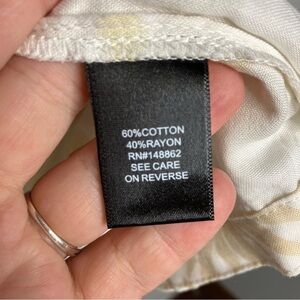 60%COTTON
40%RAYON
RN#148862
SEE CARE
ON REVERSE